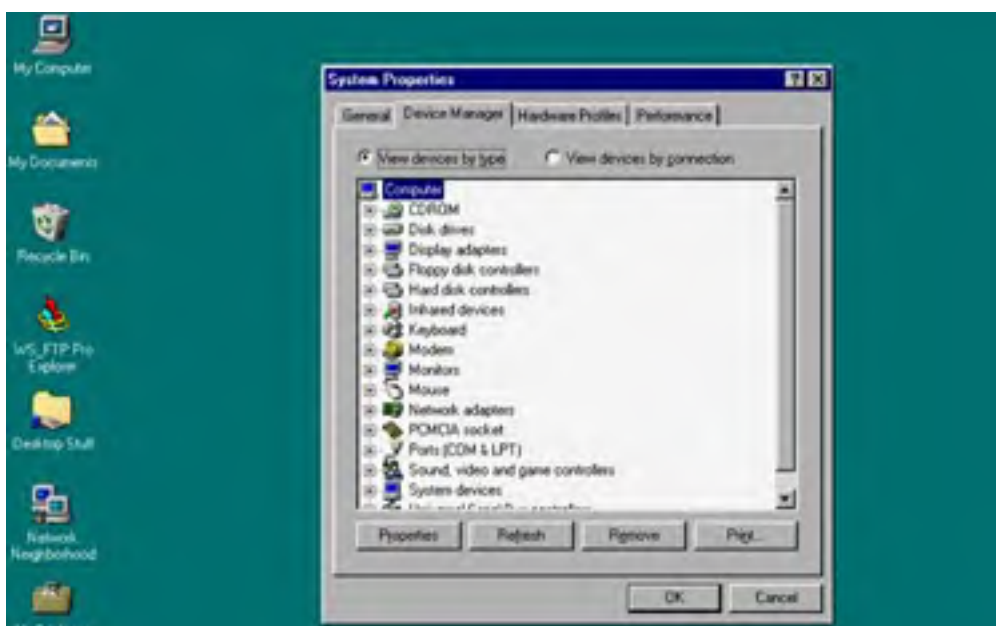 My Computer
My Documents
Recycle Bin
WS_FTP Pro
Explorer
Desktop Stuff
Network
Neighborhood
System Properties
General
Device Manager
Hardware Profiles
Performance
View devices by type
View devices by connection
Computer
CDROM
Disk drives
Display adapters
Floppy disk controllers
Hard disk controllers
Infrared devices
Keyboard
Modem
Monitors
Mouse
Network adapters
PCMCIA socket
Ports (COM & LPT)
Sound, video and game controllers
System devices
Properties
Refresh
Remove
Print...
OK
Cancel